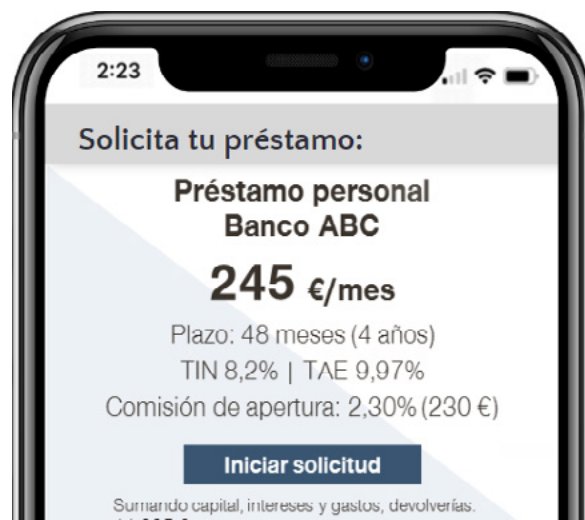 2:23
Solicita tu préstamo:
Préstamo personal
Banco ABC
245 €/mes
Plazo: 48 meses (4 años)
TIN 8,2% | TAE 9,97%
Comisión de apertura: 2,30% (230 €)
Iniciar solicitud
Sumando capital, intereses y gastos, devolverías: